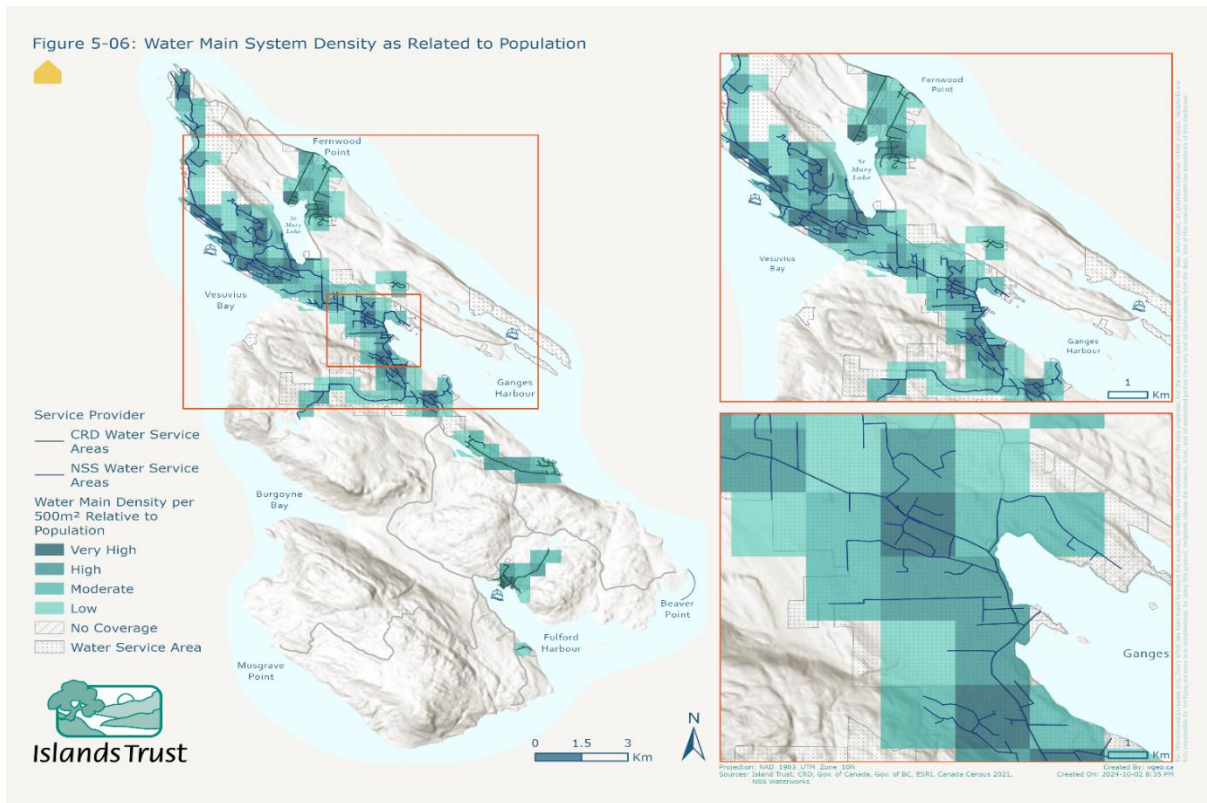 Figure 5-06: Water Main System Density as Related to Population
Fernwood
Point
St
Mary
Lake
Vesuvius
Bay
Ganges
Harbour
Service Provider
CRD Water Service
Areas
NSS Water Service
Areas
Water Main Density per
500m² Relative to
Population
Very High
High
Moderate
Low
No Coverage
Water Service Area
Burgoyne
Bay
Beaver
Point
Fulford
Harbour
Musgrave
Point
Islands Trust
N
0 1.5 3
Km
Fernwood
Point
St
Mary
Lake
Vesuvius
Bay
Ganges
Harbour
1
Km
Ganges
1
Km
Projection: NAD_1983_UTM_Zone_10N
Sources: Island Trust, CRD, Gov. of Canada, Gov. of BC, ESRI, Canada Census 2021,
NSS Waterworks
Created By: vgeo.ca
Created On: 2024-10-02 8:35 PM